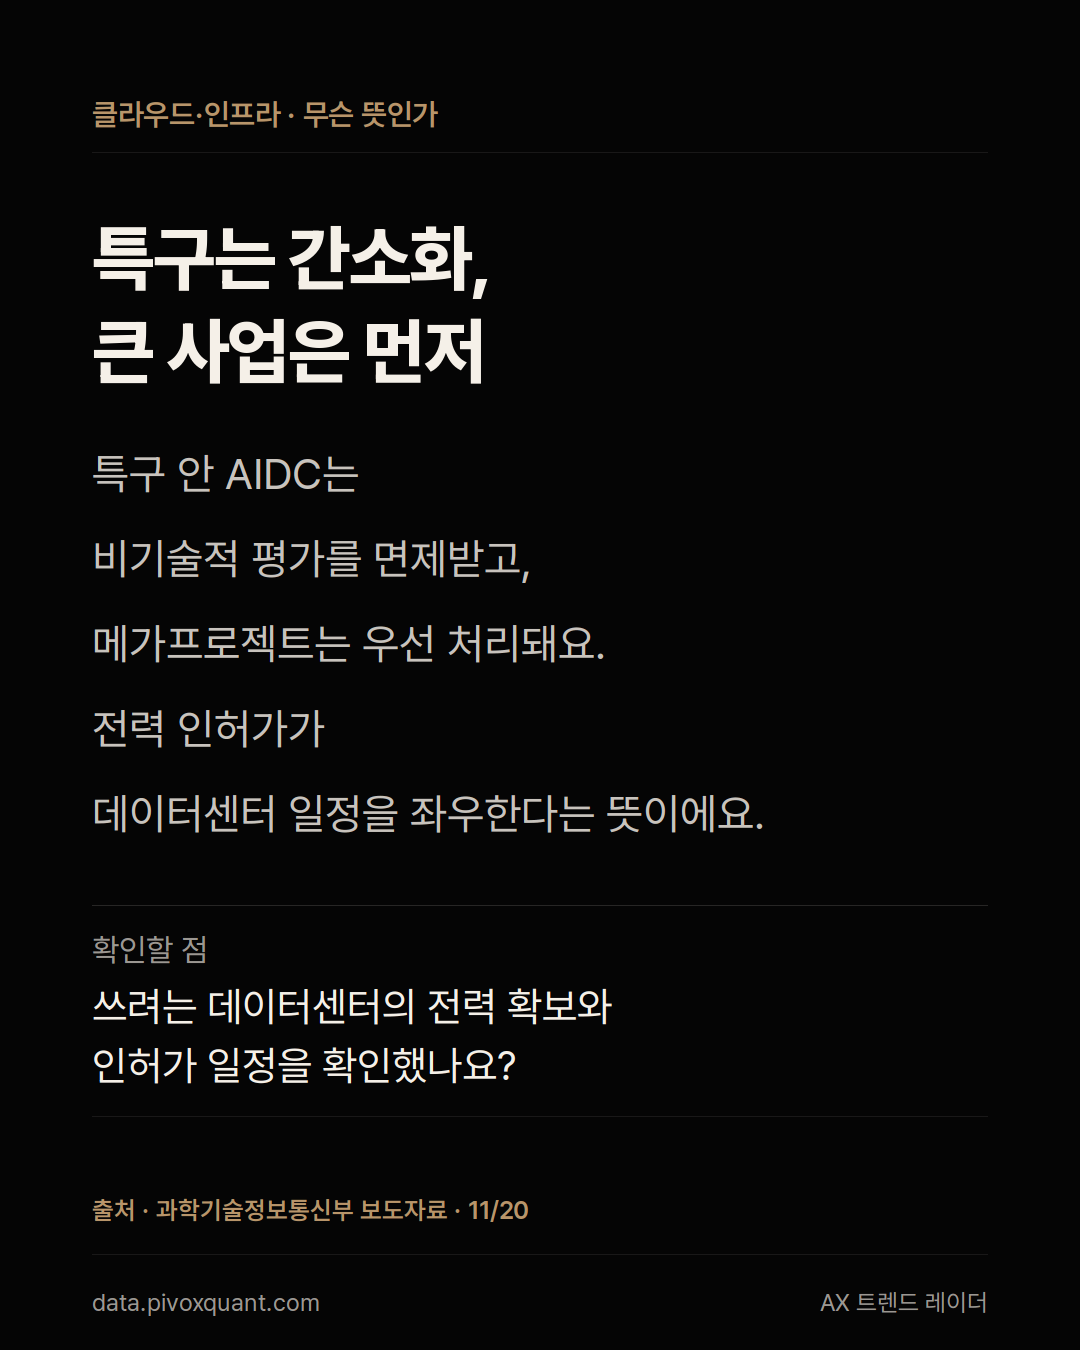 클라우드·인프라 · 무슨 뜻인가
특구는 간소화,
큰 사업은 먼저
특구 안 AIDC는
비기술적 평가를 면제받고,
메가프로젝트는 우선 처리돼요.
전력 인허가가
데이터센터 일정을 좌우한다는 뜻이에요.
확인할 점
쓰려는 데이터센터의 전력 확보와
인허가 일정을 확인했나요?
출처 · 과학기술정보통신부 보도자료 · 11/20
data.pivoxquant.com
AX 트렌드 레이더